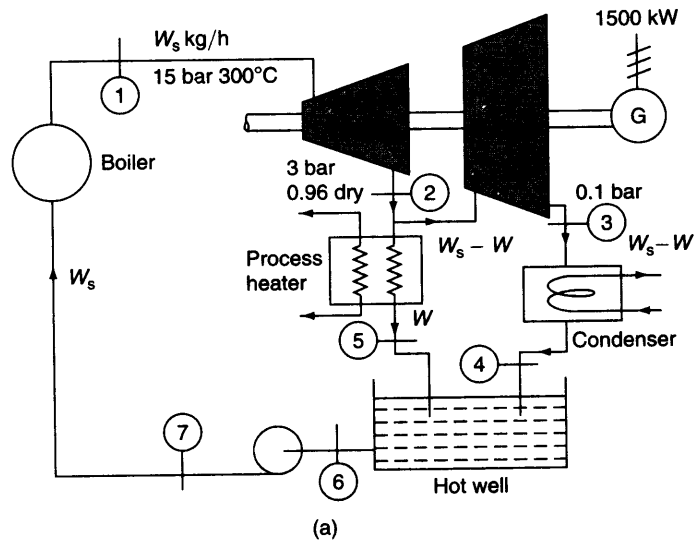 1500 kW
Wₛ kg/h
15 bar 300°C
1
G
Boiler
3 bar
0.96 dry
2
0.1 bar
3
Wₛ – W
Wₛ– W
Process
heater
Wₛ
W
5
Condenser
4
7
6
Hot well
(a)